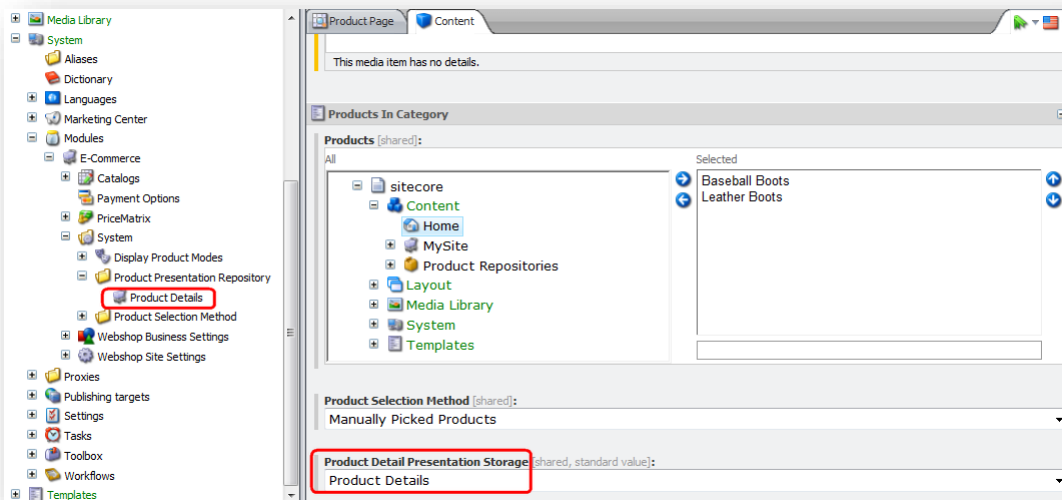 Media Library
System
Aliases
Dictionary
Languages
Marketing Center
Modules
E-Commerce
Catalogs
Payment Options
PriceMatrix
System
Display Product Modes
Product Presentation Repository
Product Details
Product Selection Method
Webshop Business Settings
Webshop Site Settings
Proxies
Publishing targets
Settings
Tasks
Toolbox
Workflows
Templates
Product Page
Content
This media item has no details.
Products In Category
Products [shared]:
All
Selected
sitecore
Content
Home
MySite
Product Repositories
Layout
Media Library
System
Templates
Baseball Boots
Leather Boots
Product Selection Method [shared]:
Manually Picked Products
Product Detail Presentation Storage [shared, standard value]:
Product Details